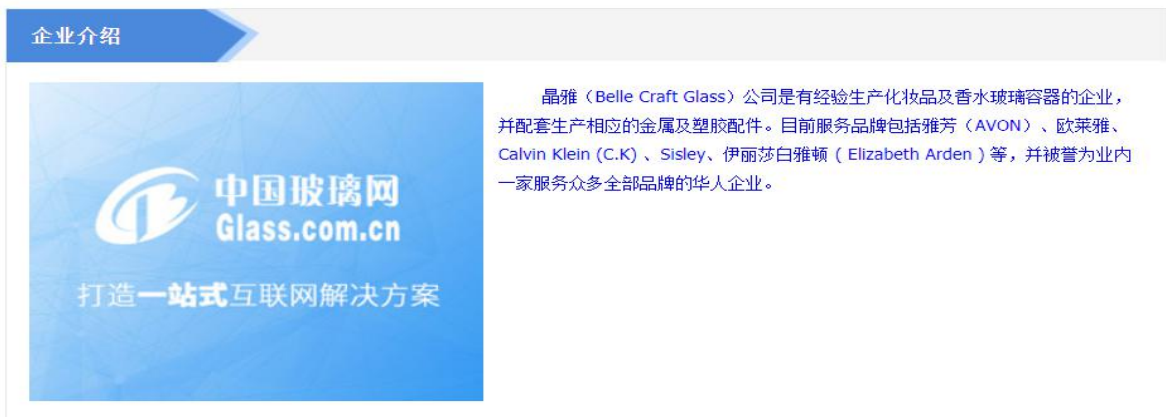 企业介绍
中国玻璃网
Glass.com.cn
打造一站式互联网解决方案
晶雅（Belle Craft Glass）公司是有经验生产化妆品及香水玻璃容器的企业，
并配套生产相应的金属及塑胶配件。目前服务品牌包括雅芳（AVON）、欧莱雅、
Calvin Klein (C.K) 、Sisley、伊丽莎白雅顿 ( Elizabeth Arden ) 等，并被誉为业内
一家服务众多全部品牌的华人企业。